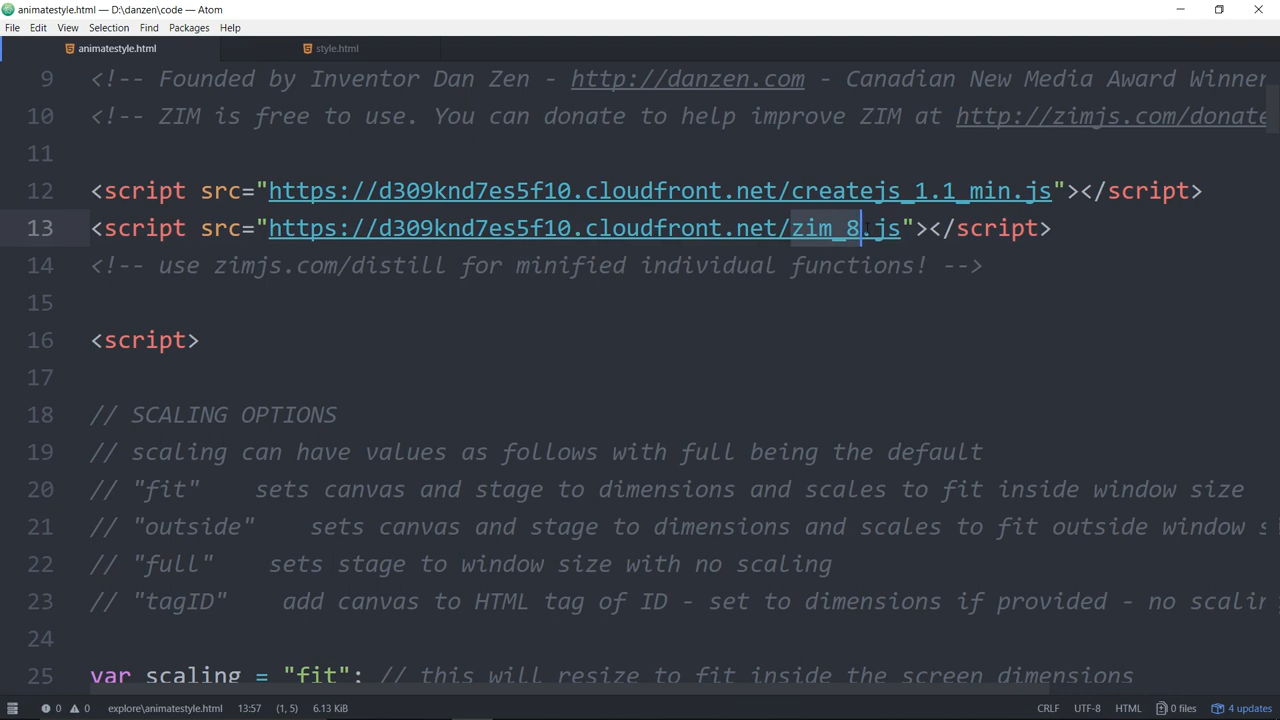 animatestyle.html — D:\danzen\code — Atom
File Edit View Selection Find Packages Help
animatestyle.html style.html
9 <!-- Founded by Inventor Dan Zen - http://danzen.com - Canadian New Media Award Winner
10 <!-- ZIM is free to use. You can donate to help improve ZIM at http://zimjs.com/donate
11
12 <script src="https://d309knd7es5f10.cloudfront.net/createjs_1.1_min.js"></script>
13 <script src="https://d309knd7es5f10.cloudfront.net/zim_8.js"></script>
14 <!-- use zimjs.com/distill for minified individual functions! -->
15
16 <script>
17
18 // SCALING OPTIONS
19 // scaling can have values as follows with full being the default
20 // "fit" sets canvas and stage to dimensions and scales to fit inside window size
21 // "outside" sets canvas and stage to dimensions and scales to fit outside window s
22 // "full" sets stage to window size with no scaling
23 // "tagID" add canvas to HTML tag of ID - set to dimensions if provided - no scalin
24
25 var scaling = "fit"; // this will resize to fit inside the screen dimensions
0 0 explore\animatestyle.html 13:57 (1, 5) 6.13 KiB CRLF UTF-8 HTML 0 files 4 updates